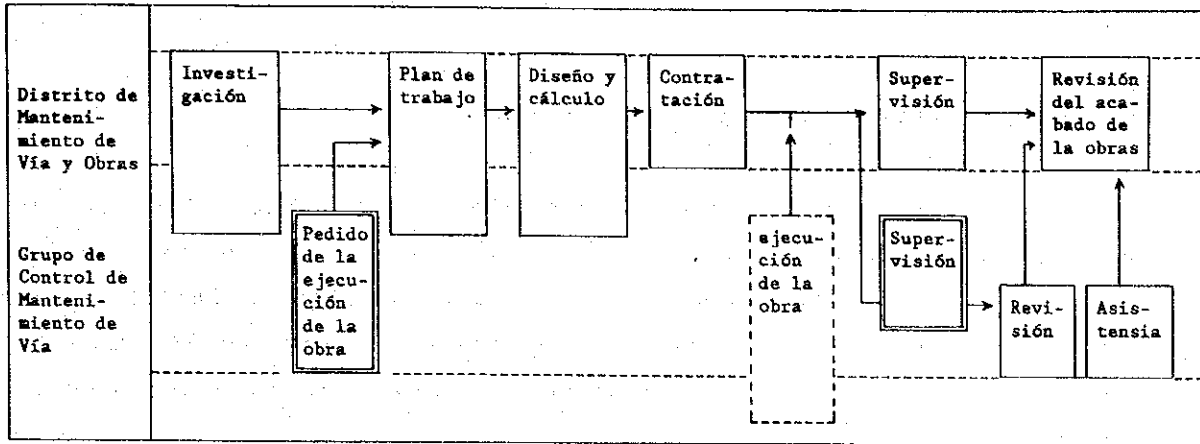 Distrito de
Manteni-
miento de
Vía y Obras
Grupo de
Control de
Manteni-
miento de
Vía
Investi-
gación
Pedido
de la
ejecu-
ción
de la
obra
Plan de
trabajo
Diseño y
cálculo
Contra-
tación
ejecu-
ción
de la
obra
Super-
visión
Super-
visión
Revi-
sión
Revisión
del aca-
bado de
la obras
Asis-
tensia